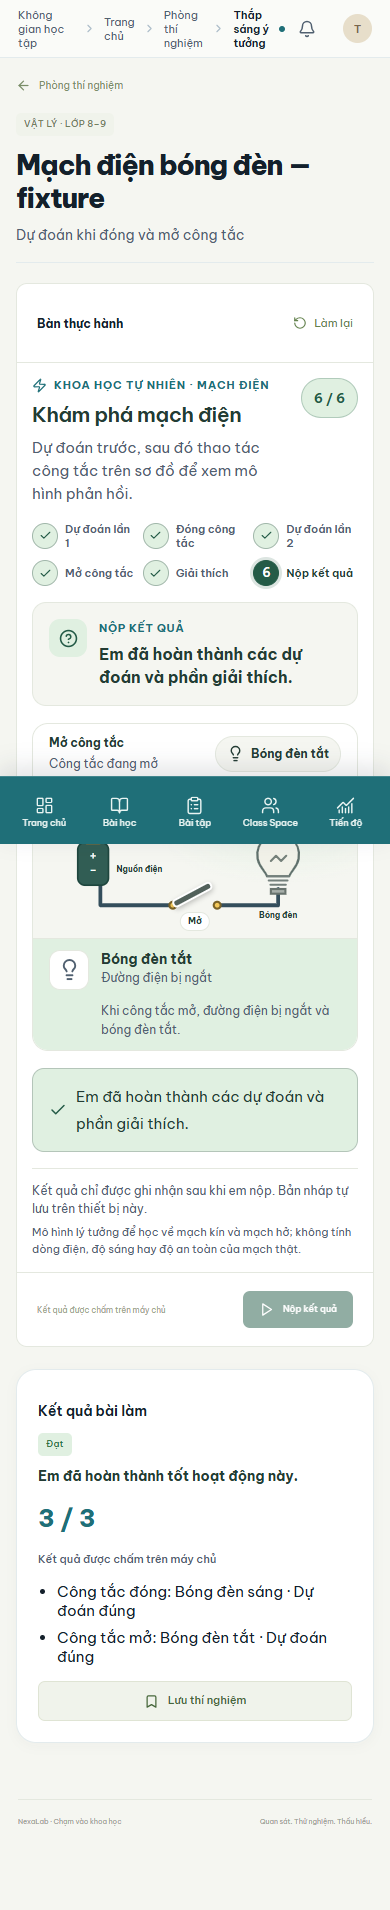 Không
gian học
tập
Trang
chủ
Phòng
thí
nghiệm
Thắp
sáng ý
tưởng
T
Phòng thí nghiệm
VẬT LÝ · LỚP 8–9
Mạch điện bóng đèn —
fixture
Dự đoán khi đóng và mở công tắc
Bàn thực hành
Làm lại
KHOA HỌC TỰ NHIÊN · MẠCH ĐIỆN
6 / 6
Khám phá mạch điện
Dự đoán trước, sau đó thao tác
công tắc trên sơ đồ để xem mô
hình phản hồi.
Dự đoán lần
1
Đóng công
tắc
Dự đoán lần
2
Mở công tắc
Giải thích
6
Nộp kết quả
NỘP KẾT QUẢ
Em đã hoàn thành các dự
đoán và phần giải thích.
Mở công tắc
Công tắc đang mở
Bóng đèn tắt
Trang chủ
Bài học
Bài tập
Class Space
Tiến độ
+
−
Nguồn điện
Mở
Bóng đèn
Bóng đèn tắt
Đường điện bị ngắt
Khi công tắc mở, đường điện bị ngắt và
bóng đèn tắt.
Em đã hoàn thành các dự đoán và
phần giải thích.
Kết quả chỉ được ghi nhận sau khi em nộp. Bản nháp tự
lưu trên thiết bị này.
Mô hình lý tưởng để học về mạch kín và mạch hở; không tính
dòng điện, độ sáng hay độ an toàn của mạch thật.
Kết quả được chấm trên máy chủ
Nộp kết quả
Kết quả bài làm
Đạt
Em đã hoàn thành tốt hoạt động này.
3 / 3
Kết quả được chấm trên máy chủ
• Công tắc đóng: Bóng đèn sáng · Dự
đoán đúng
• Công tắc mở: Bóng đèn tắt · Dự đoán
đúng
Lưu thí nghiệm
NexaLab · Chạm vào khoa học
Quan sát. Thử nghiệm. Thấu hiểu.